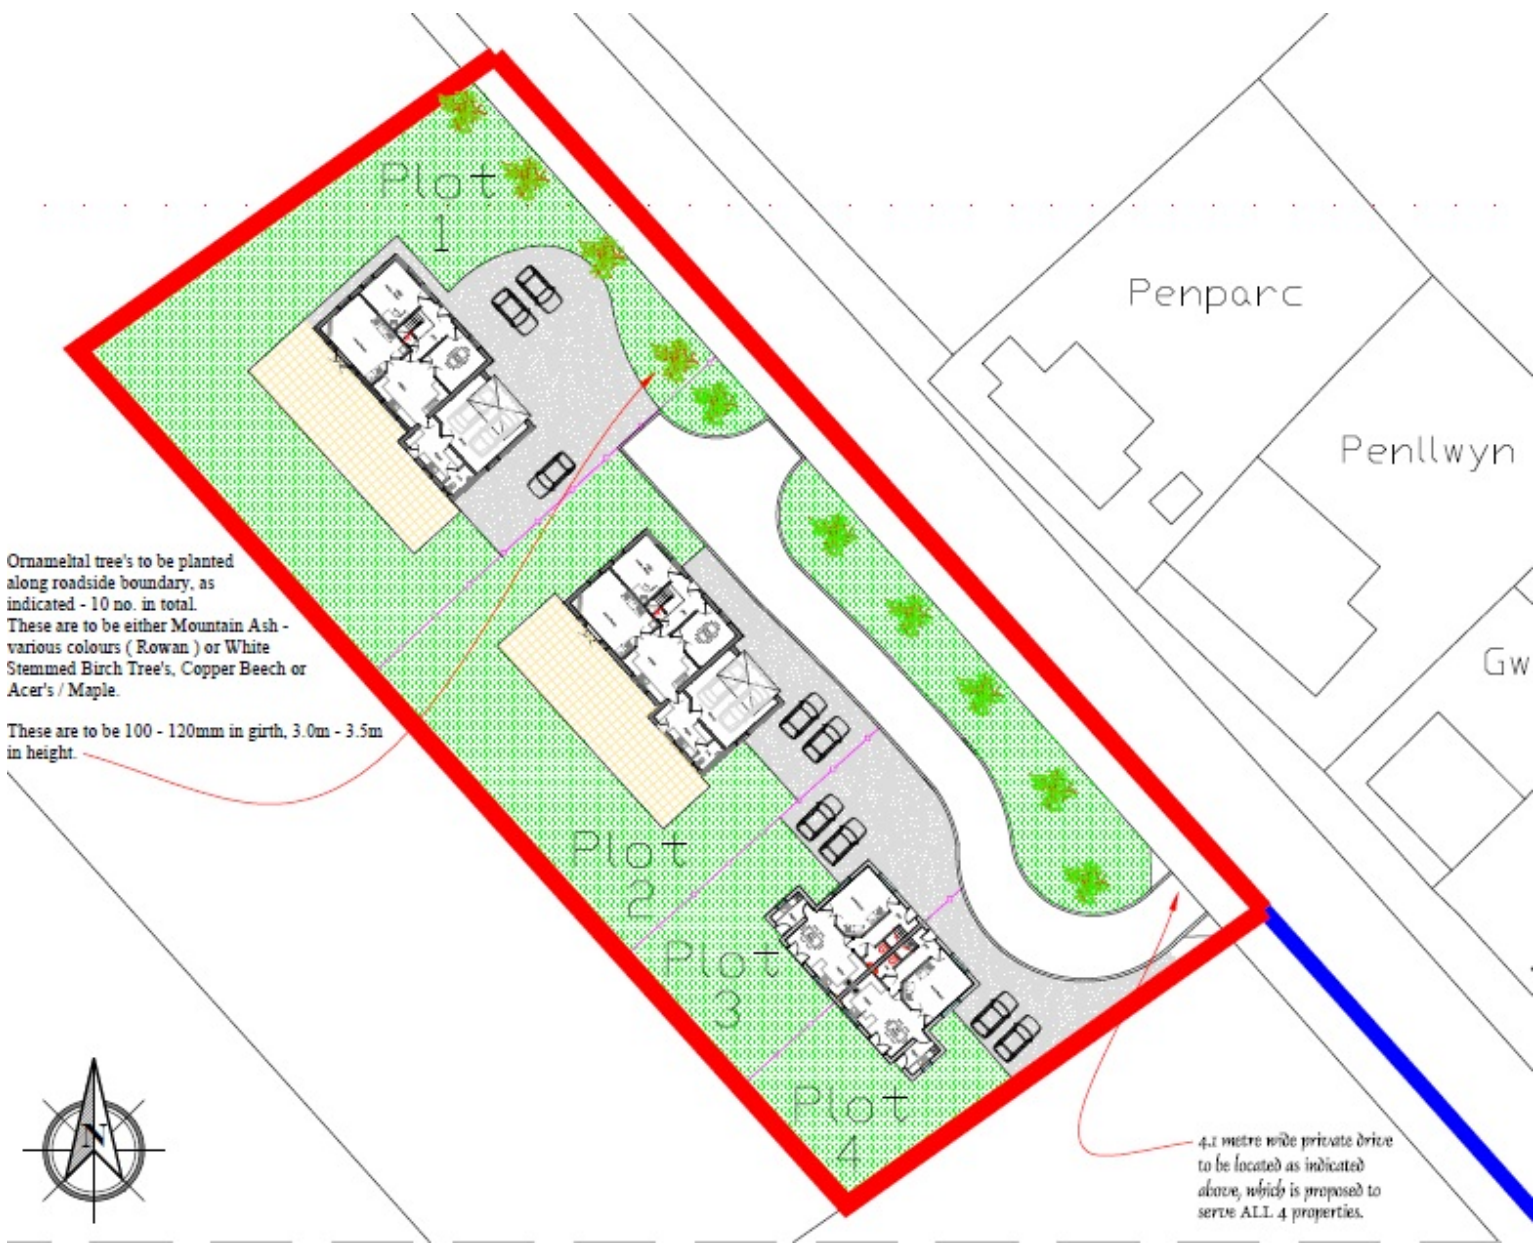 Plot
1
Penparc
Penllwyn
Gw
Ornameltal tree's to be planted
along roadside boundary, as
indicated - 10 no. in total.
These are to be either Mountain Ash -
various colours ( Rowan ) or White
Stemmed Birch Tree's, Copper Beech or
Acer's / Maple.
These are to be 100 - 120mm in girth, 3.0m - 3.5m
in height.
Plot
2
Plot
3
Plot
4
N
4.1 metre wide private drive
to be located as indicated
above, which is proposed to
serve ALL 4 properties.